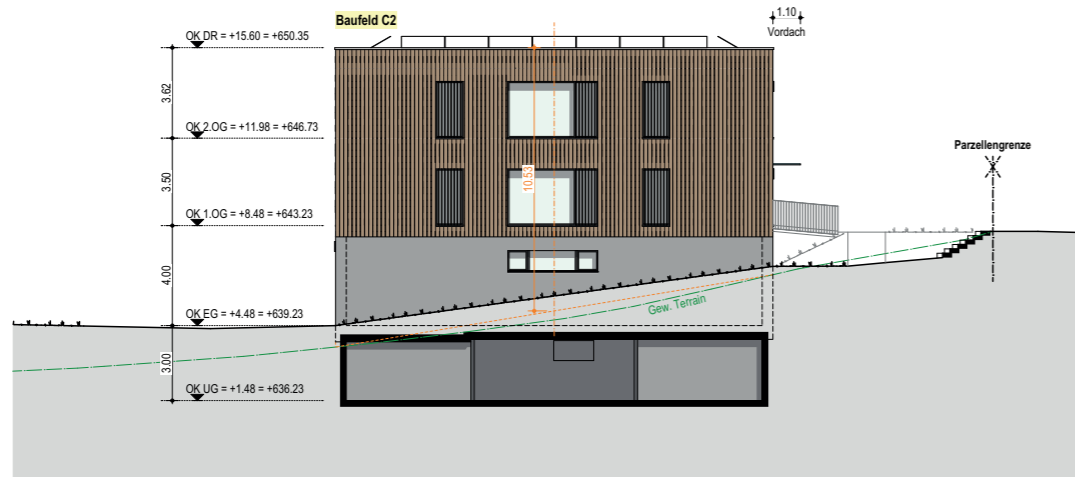 Baufeld C2
1.10
Vordach
OK DR = +15.60 = +650.35
3.62
OK 2.OG = +11.98 = +646.73
Parzellengrenze
3.50
10.53
OK 1.OG = +8.48 = +643.23
4.00
Gew. Terrain
OK EG = +4.48 = +639.23
3.00
OK UG = +1.48 = +636.23